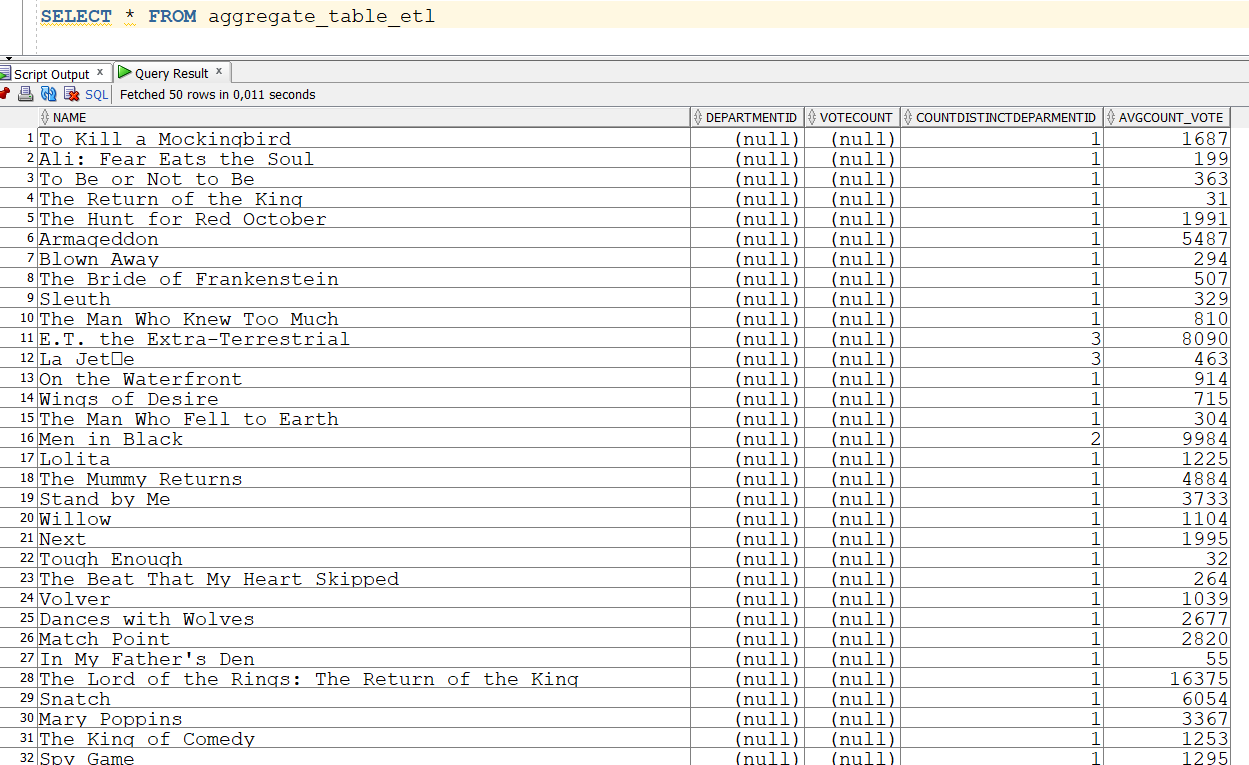 SELECT * FROM aggregate_table_etl
Script Output x Query Result x
SQL Fetched 50 rows in 0,011 seconds
NAME DEPARTMENTID VOTECOUNT COUNTDISTINCTDEPARMENTID AVGCOUNT_VOTE
1 To Kill a Mockingbird (null) (null) 1 1687
2 Ali: Fear Eats the Soul (null) (null) 1 199
3 To Be or Not to Be (null) (null) 1 363
4 The Return of the King (null) (null) 1 31
5 The Hunt for Red October (null) (null) 1 1991
6 Armageddon (null) (null) 1 5487
7 Blown Away (null) (null) 1 294
8 The Bride of Frankenstein (null) (null) 1 507
9 Sleuth (null) (null) 1 329
10 The Man Who Knew Too Much (null) (null) 1 810
11 E.T. the Extra-Terrestrial (null) (null) 3 8090
12 La Jet□e (null) (null) 3 463
13 On the Waterfront (null) (null) 1 914
14 Wings of Desire (null) (null) 1 715
15 The Man Who Fell to Earth (null) (null) 1 304
16 Men in Black (null) (null) 2 9984
17 Lolita (null) (null) 1 1225
18 The Mummy Returns (null) (null) 1 4884
19 Stand by Me (null) (null) 1 3733
20 Willow (null) (null) 1 1104
21 Next (null) (null) 1 1995
22 Tough Enough (null) (null) 1 32
23 The Beat That My Heart Skipped (null) (null) 1 264
24 Volver (null) (null) 1 1039
25 Dances with Wolves (null) (null) 1 2677
26 Match Point (null) (null) 1 2820
27 In My Father's Den (null) (null) 1 55
28 The Lord of the Rings: The Return of the King (null) (null) 1 16375
29 Snatch (null) (null) 1 6054
30 Mary Poppins (null) (null) 1 3367
31 The King of Comedy (null) (null) 1 1253
32 Spy Game (null) (null) 1 1295